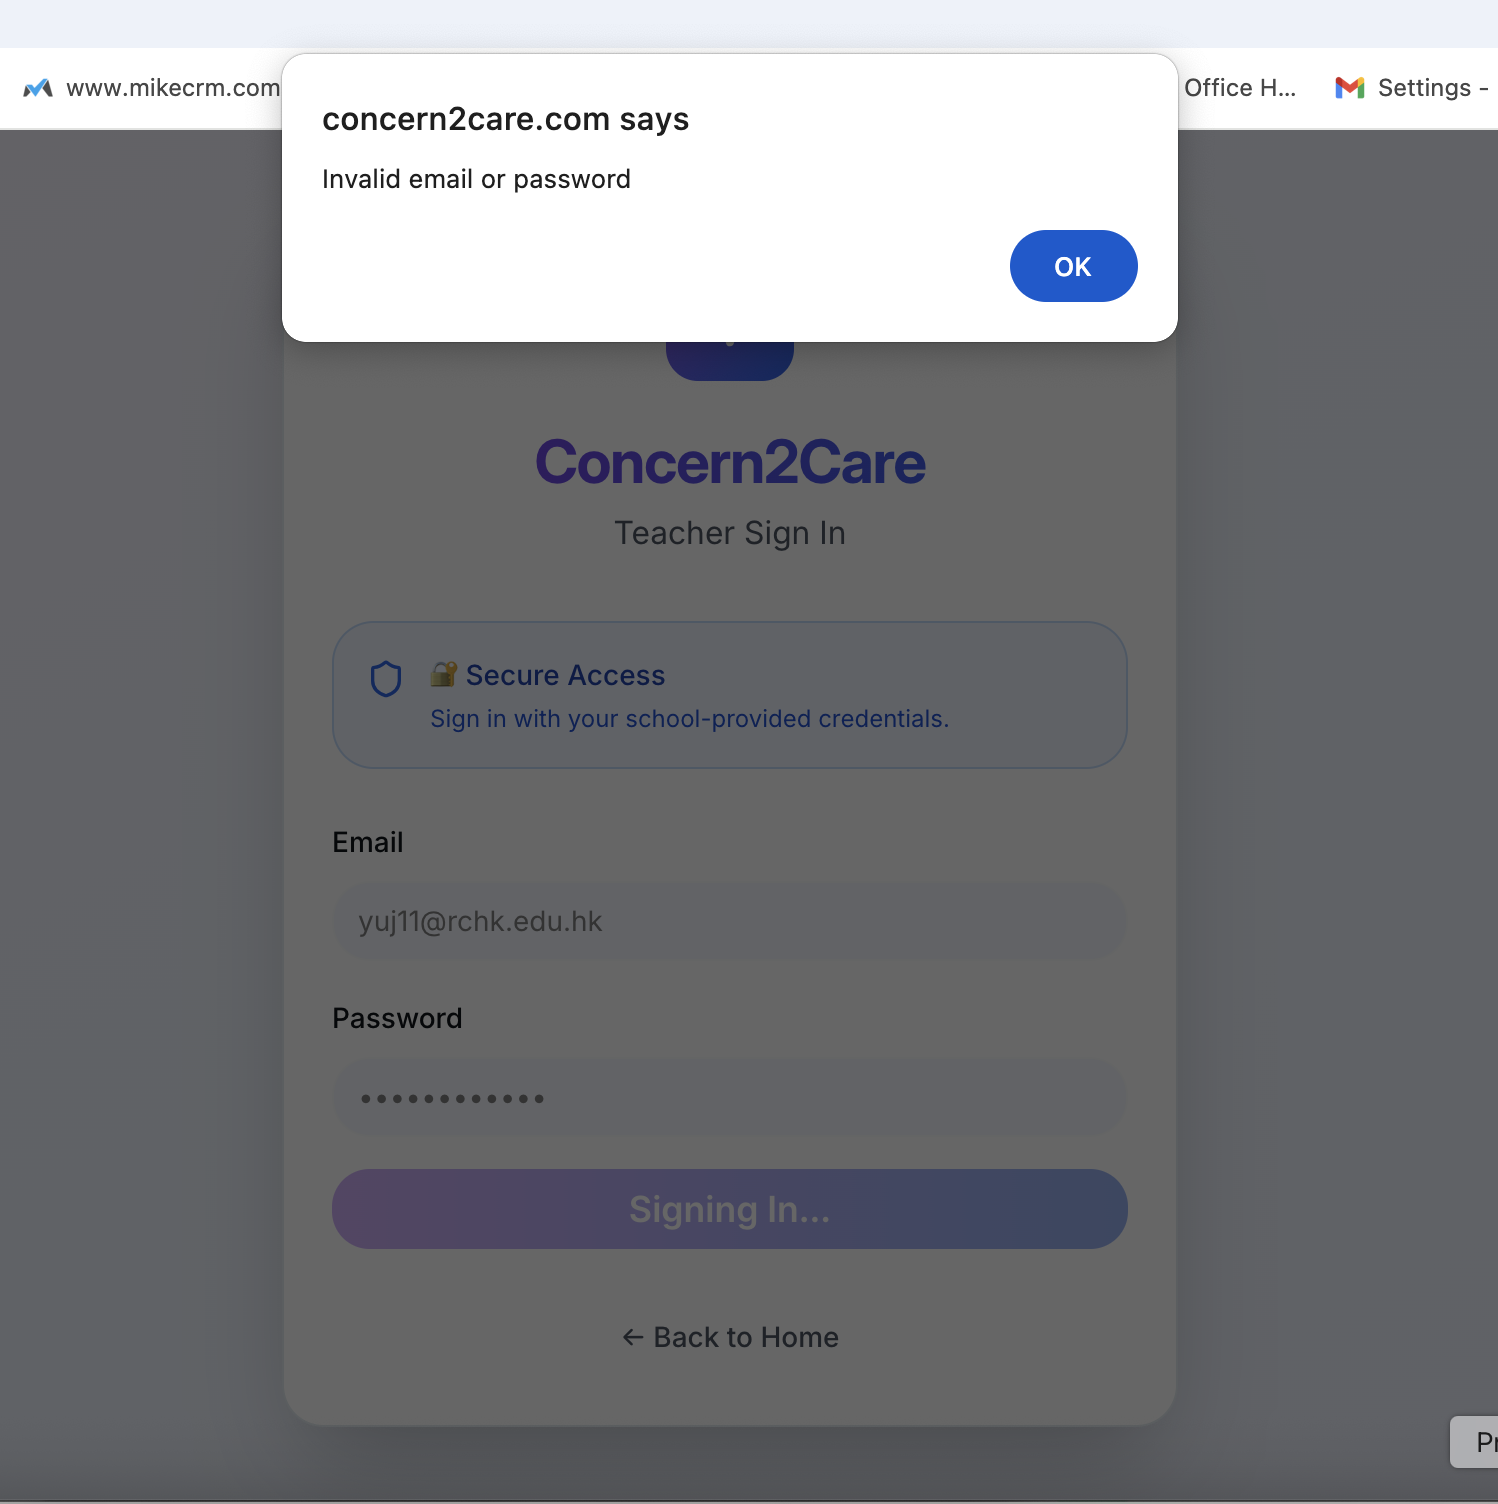 www.mikecrm.com
Office H...
Settings -
concern2care.com says
Invalid email or password
OK
Concern2Care
Teacher Sign In
🔐 Secure Access
Sign in with your school-provided credentials.
Email
yuj11@rchk.edu.hk
Password
••••••••••••
Signing In...
← Back to Home